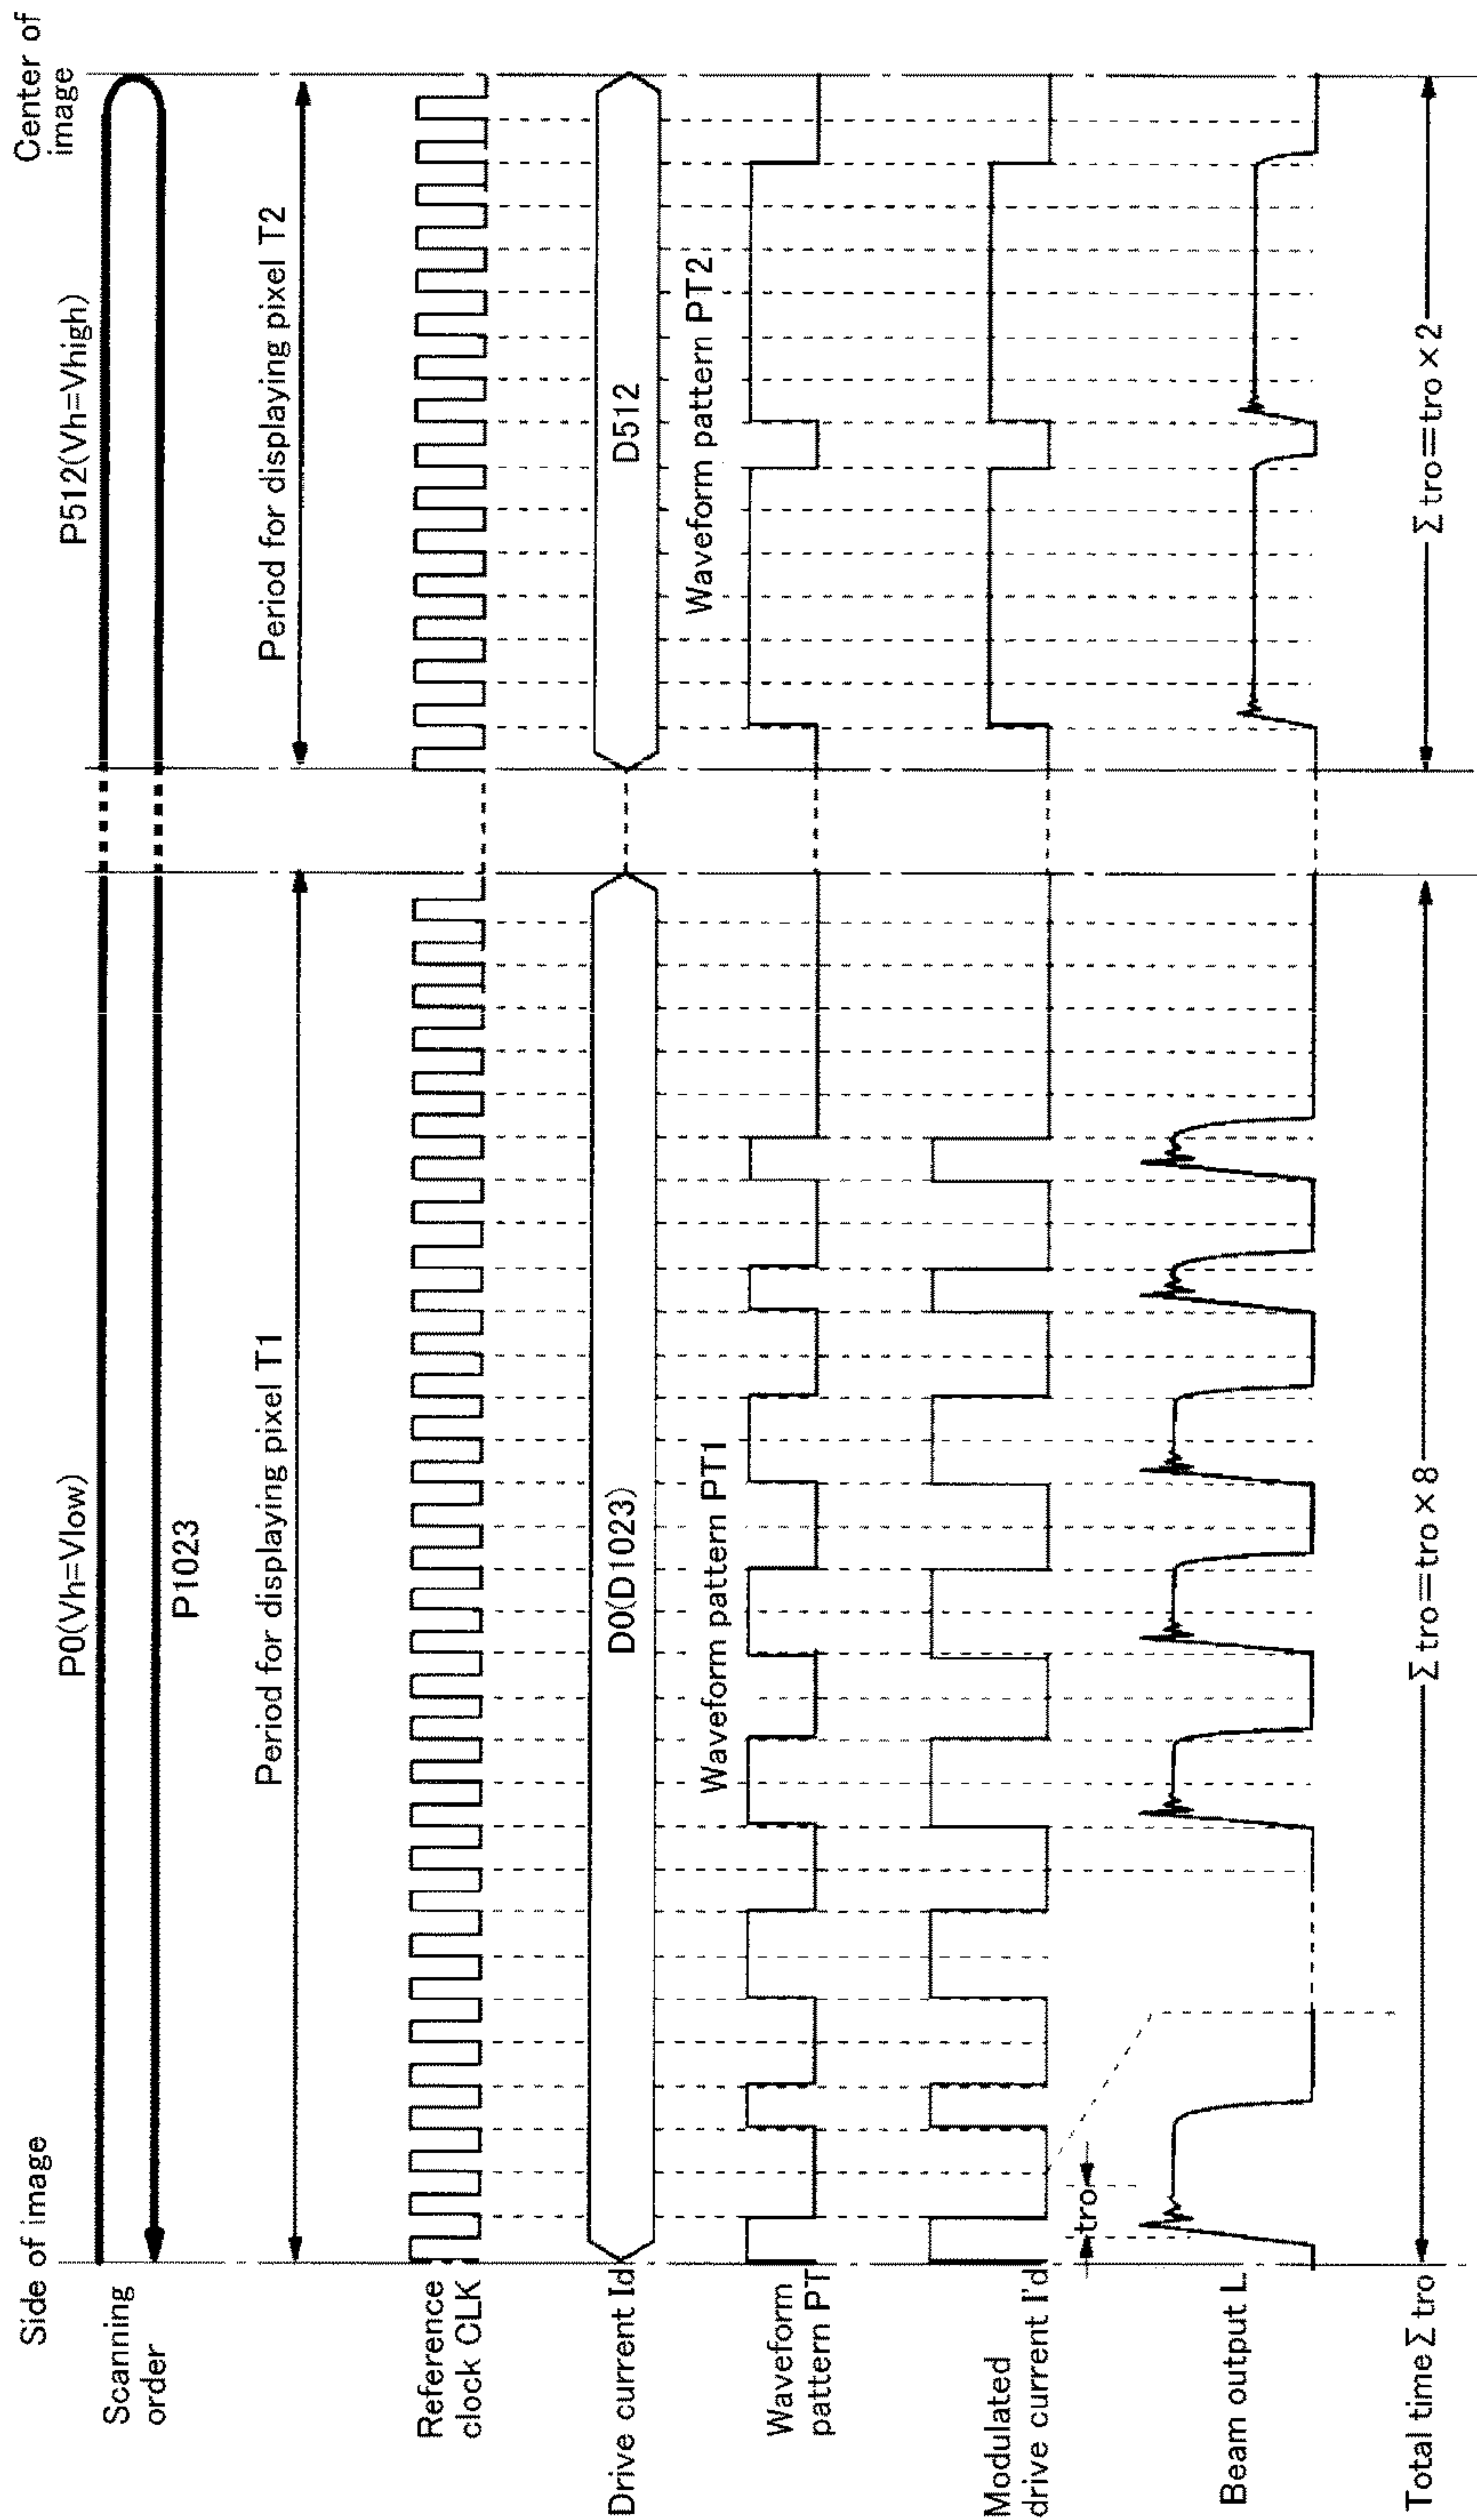 Side of image
Center of
image
Scanning
order
P0(Vh=Vlow)
P512(Vh=Vhigh)
P1023
Period for displaying pixel T1
Period for displaying pixel T2
Reference
clock CLK
Drive current Id
D0(D1023)
D512
Waveform pattern PT1
Waveform pattern PT2
Waveform
pattern PT
Modulated
drive current I'd
tro
Beam output L
Total time Σ tro
Σ tro=tro×8
Σ tro=tro×2